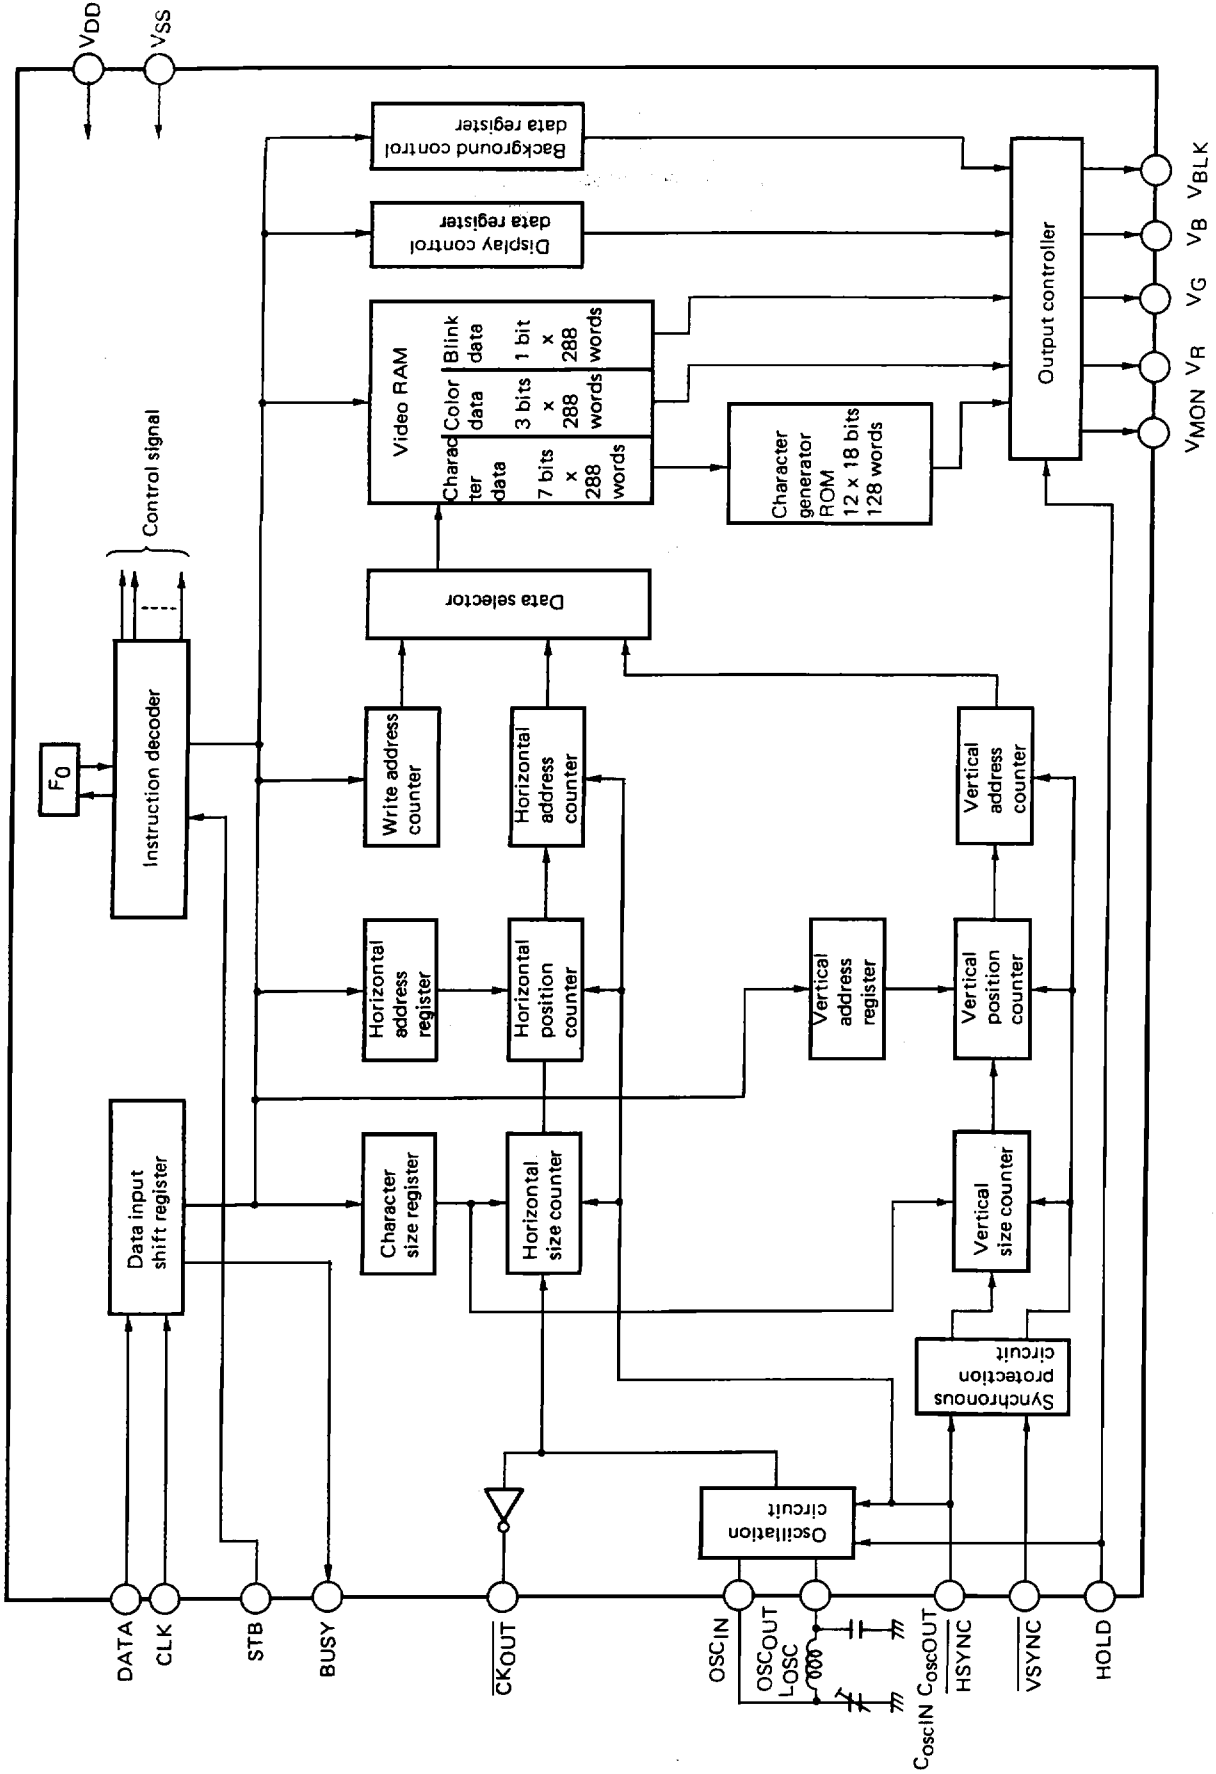 DATA
CLK
STB
BUSY
CKOUT
OSCIN
OSCOUT
LOSC
COSCIN COSCOUT
HSYNC
VSYNC
HOLD
Data input
shift register
Instruction decoder
F0
Control signal
VDD
VSS
Character
size register
Horizontal
address
register
Write address
counter
Horizontal
size counter
Horizontal
position
counter
Horizontal
address
counter
Data selector
Video RAM
Charac
ter
data
7 bits
x
288
words
Color
data
3 bits
x
288
words
Blink
data
1 bit
x
288
words
Display control
data register
Background control
data register
Character
generator
ROM
12 x 18 bits
128 words
Vertical
address
register
Oscillation
circuit
Synchronous
protection
circuit
Vertical
size counter
Vertical
position
counter
Vertical
address
counter
Output controller
VMON
VR
VG
VB
VBLK